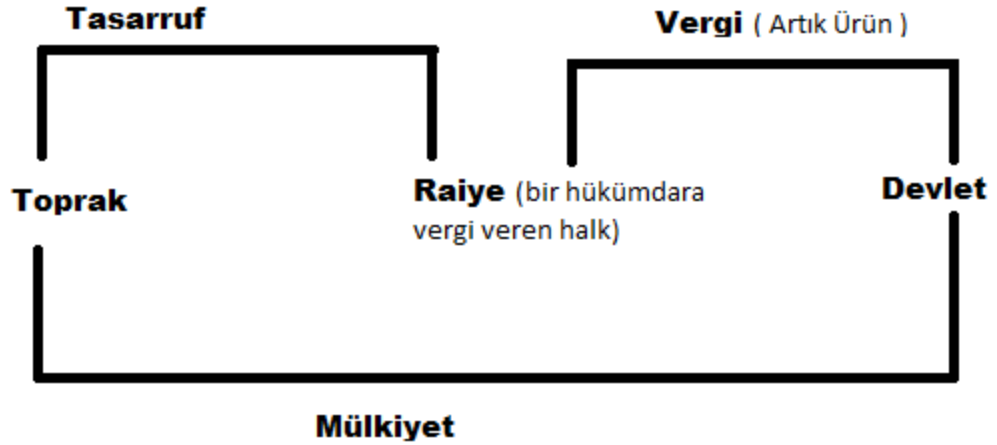 Tasarruf
Vergi ( Artık Ürün )
Toprak
Raiye (bir hükümdara
vergi veren halk)
Devlet
Mülkiyet